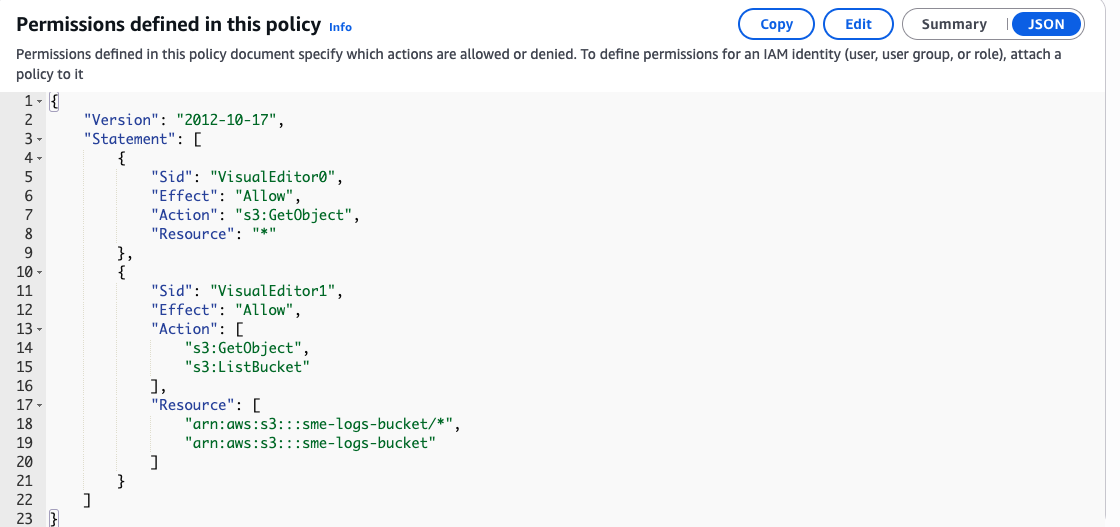 Permissions defined in this policy Info
Copy
Edit
Summary
JSON
Permissions defined in this policy document specify which actions are allowed or denied. To define permissions for an IAM identity (user, user group, or role), attach a
policy to it
1 {
2     "Version": "2012-10-17",
3     "Statement": [
4         {
5             "Sid": "VisualEditor0",
6             "Effect": "Allow",
7             "Action": "s3:GetObject",
8             "Resource": "*"
9         },
10         {
11             "Sid": "VisualEditor1",
12             "Effect": "Allow",
13             "Action": [
14                 "s3:GetObject",
15                 "s3:ListBucket"
16             ],
17             "Resource": [
18                 "arn:aws:s3:::sme-logs-bucket/*",
19                 "arn:aws:s3:::sme-logs-bucket"
20             ]
21         }
22     ]
23 }